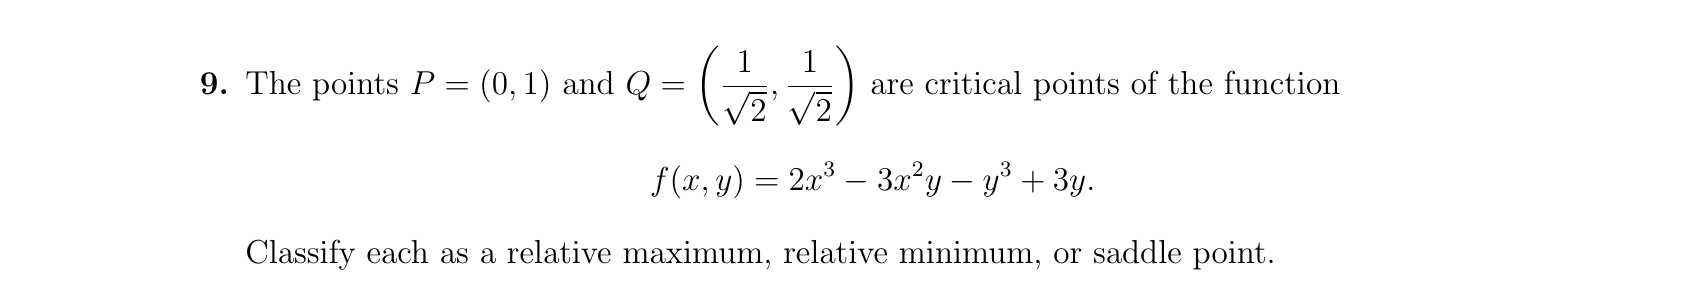 9. The points P = (0, 1) and Q = (1/√2, 1/√2) are critical points of the function
f(x, y) = 2x³ − 3x²y − y³ + 3y.
Classify each as a relative maximum, relative minimum, or saddle point.